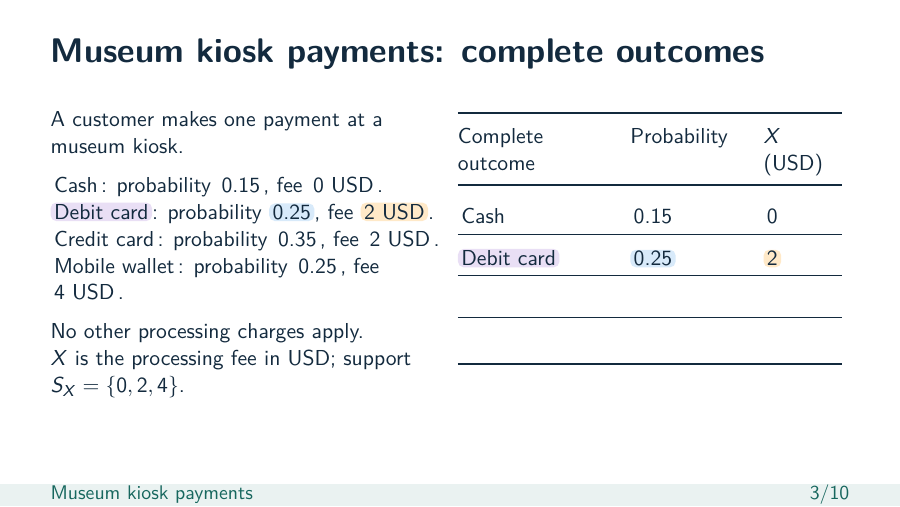 Museum kiosk payments: complete outcomes
A customer makes one payment at a
museum kiosk.
Cash: probability 0.15, fee 0 USD.
Debit card: probability 0.25, fee 2 USD.
Credit card: probability 0.35, fee 2 USD.
Mobile wallet: probability 0.25, fee
4 USD.
No other processing charges apply.
X is the processing fee in USD; support
S_X = {0, 2, 4}.
Complete outcome Probability X (USD)
Cash 0.15 0
Debit card 0.25 2
Museum kiosk payments 3/10